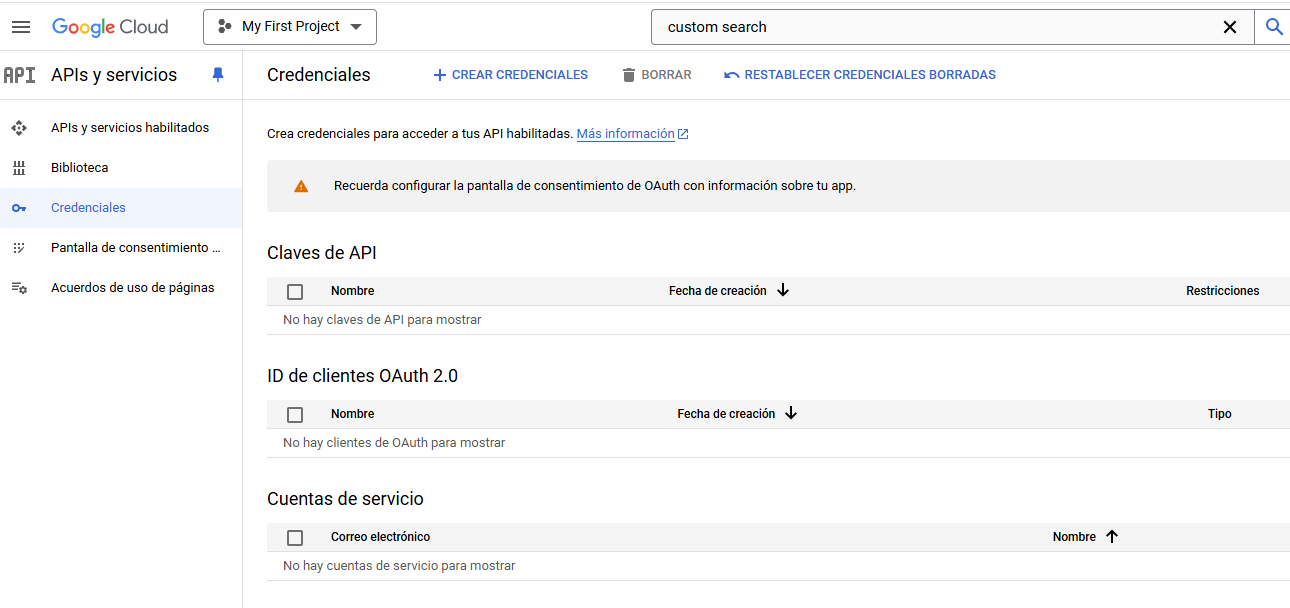 Google Cloud
My First Project
custom search
API
APIs y servicios
Credenciales
CREAR CREDENCIALES
BORRAR
RESTABLECER CREDENCIALES BORRADAS
APIs y servicios habilitados
Biblioteca
Credenciales
Pantalla de consentimiento ...
Acuerdos de uso de páginas
Crea credenciales para acceder a tus API habilitadas. Más información
Recuerda configurar la pantalla de consentimiento de OAuth con información sobre tu app.
Claves de API
Nombre Fecha de creación Restricciones
No hay claves de API para mostrar
ID de clientes OAuth 2.0
Nombre Fecha de creación Tipo
No hay clientes de OAuth para mostrar
Cuentas de servicio
Correo electrónico Nombre
No hay cuentas de servicio para mostrar